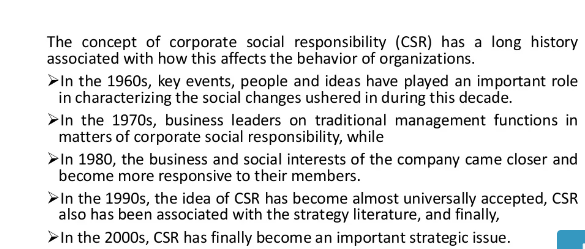 The concept of corporate social responsibility (CSR) has a long history
associated with how this affects the behavior of organizations.
➢In the 1960s, key events, people and ideas have played an important role
in characterizing the social changes ushered in during this decade.
➢In the 1970s, business leaders on traditional management functions in
matters of corporate social responsibility, while
➢In 1980, the business and social interests of the company came closer and
become more responsive to their members.
➢In the 1990s, the idea of CSR has become almost universally accepted, CSR
also has been associated with the strategy literature, and finally,
➢In the 2000s, CSR has finally become an important strategic issue.